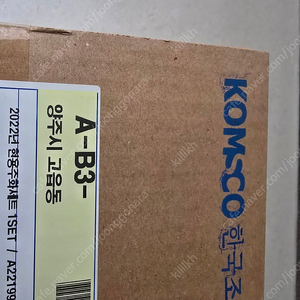 KOMSCO 한국조
A-B3-
양주시 고읍동
2022년 현용주화세트 1SET / A22199